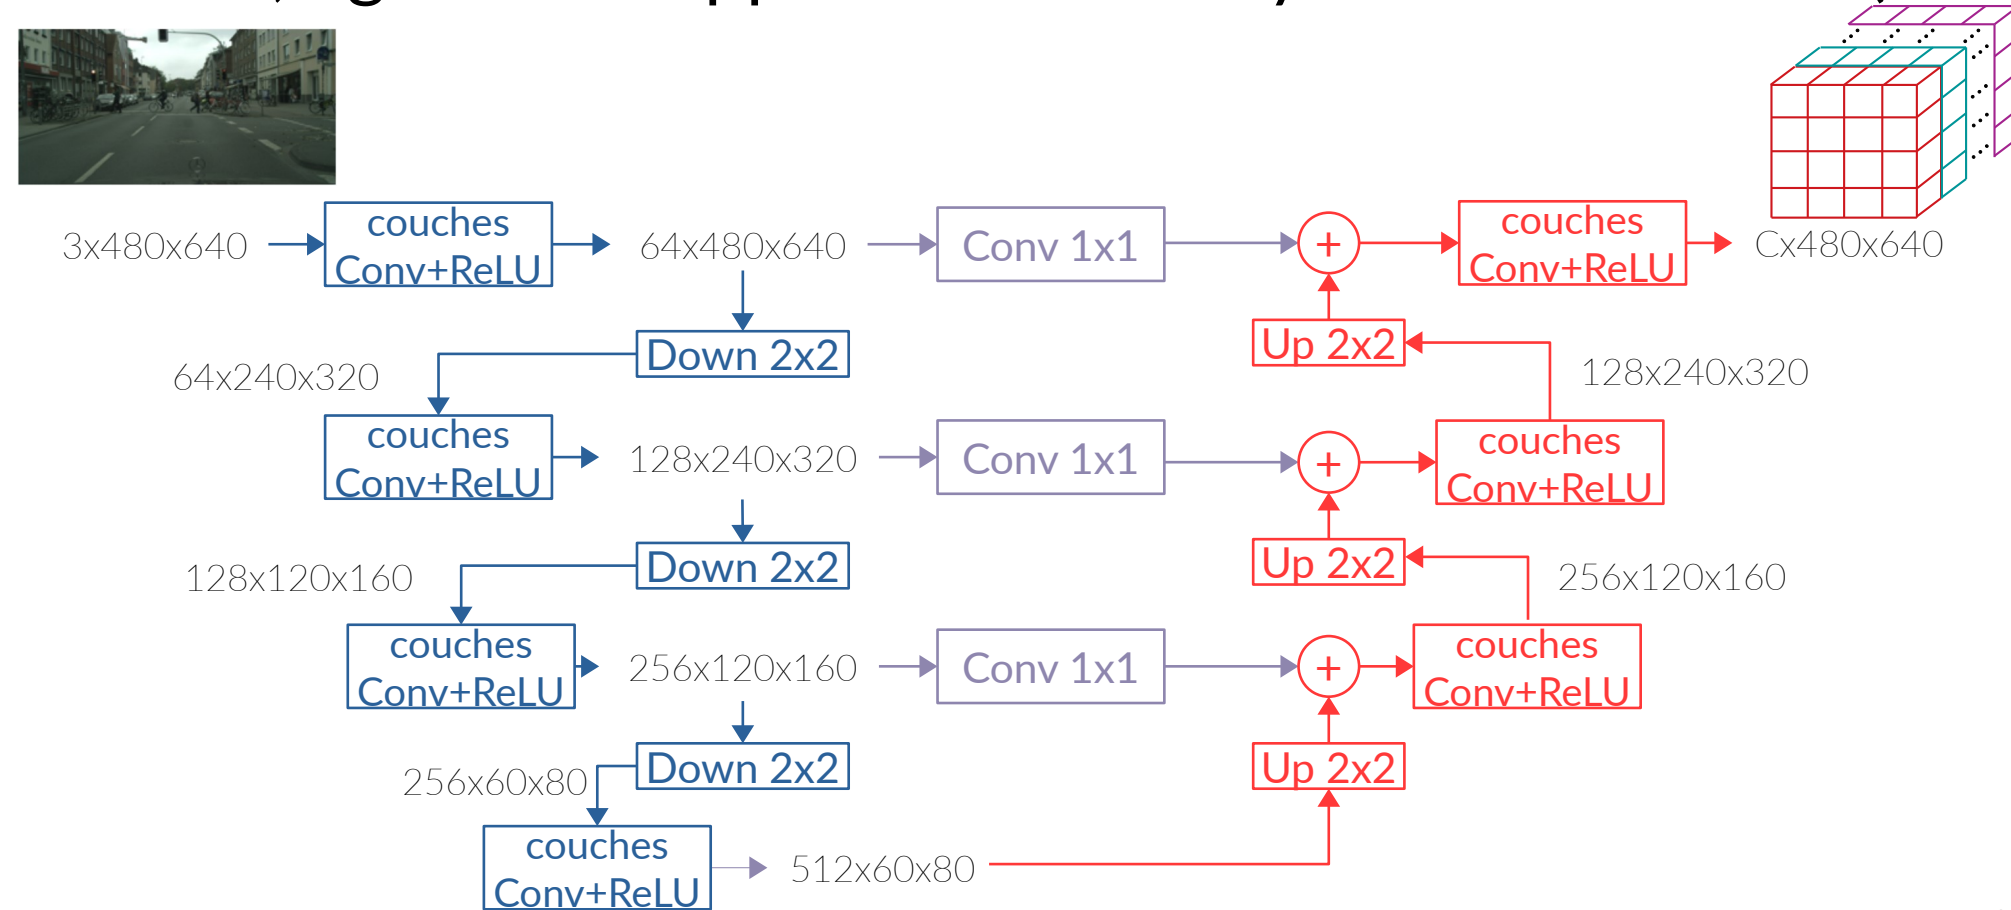 3x480x640
couches
Conv+ReLU
64x480x640
Conv 1x1
+
couches
Conv+ReLU
Cx480x640
Down 2x2
Up 2x2
64x240x320
128x240x320
couches
Conv+ReLU
128x240x320
Conv 1x1
+
couches
Conv+ReLU
Down 2x2
Up 2x2
128x120x160
256x120x160
couches
Conv+ReLU
256x120x160
Conv 1x1
+
couches
Conv+ReLU
Down 2x2
Up 2x2
256x60x80
couches
Conv+ReLU
512x60x80